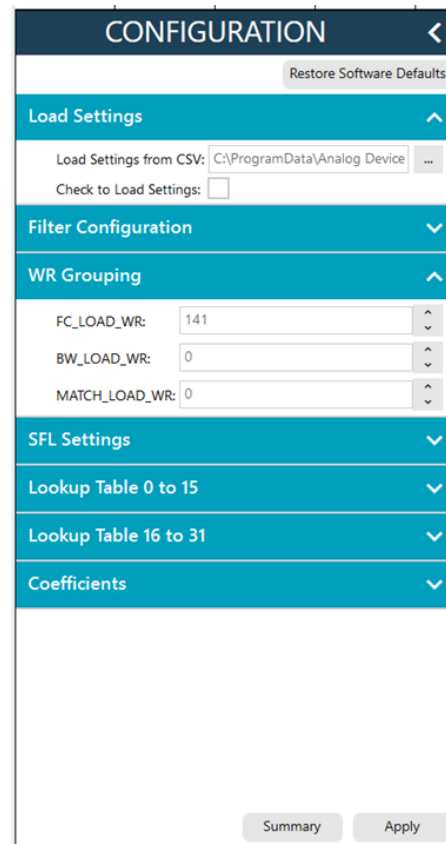 CONFIGURATION
Restore Software Defaults
Load Settings
Load Settings from CSV: C:\ProgramData\Analog Device ...
Check to Load Settings:
Filter Configuration
WR Grouping
FC_LOAD_WR: 141
BW_LOAD_WR: 0
MATCH_LOAD_WR: 0
SFL Settings
Lookup Table 0 to 15
Lookup Table 16 to 31
Coefficients
Summary Apply